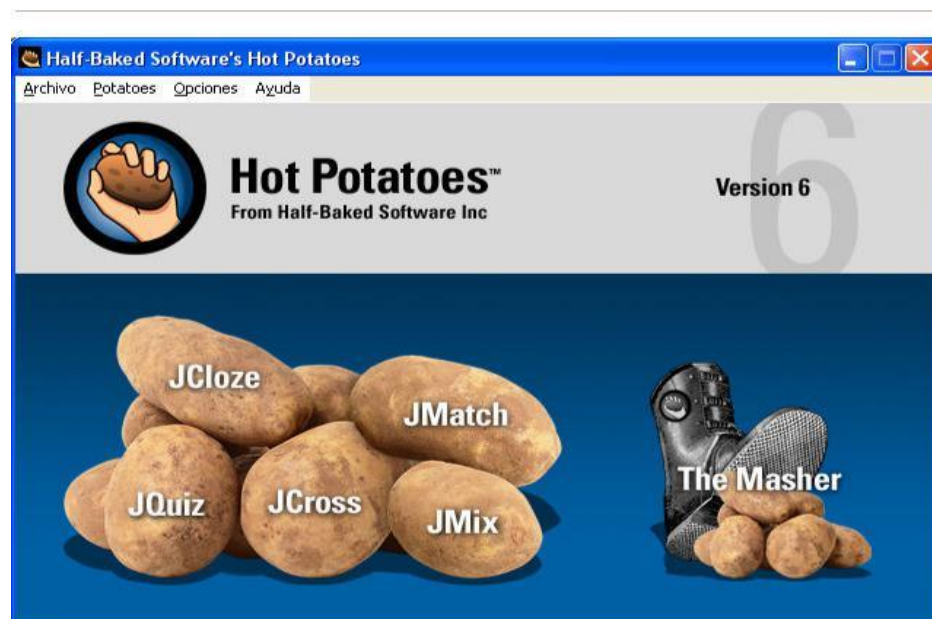 Half-Baked Software's Hot Potatoes
Archivo Potatoes Opciones Ayuda
Hot Potatoes™
From Half-Baked Software Inc
6
Version 6
JCloze
JMatch
JQuiz
JCross
JMix
The Masher